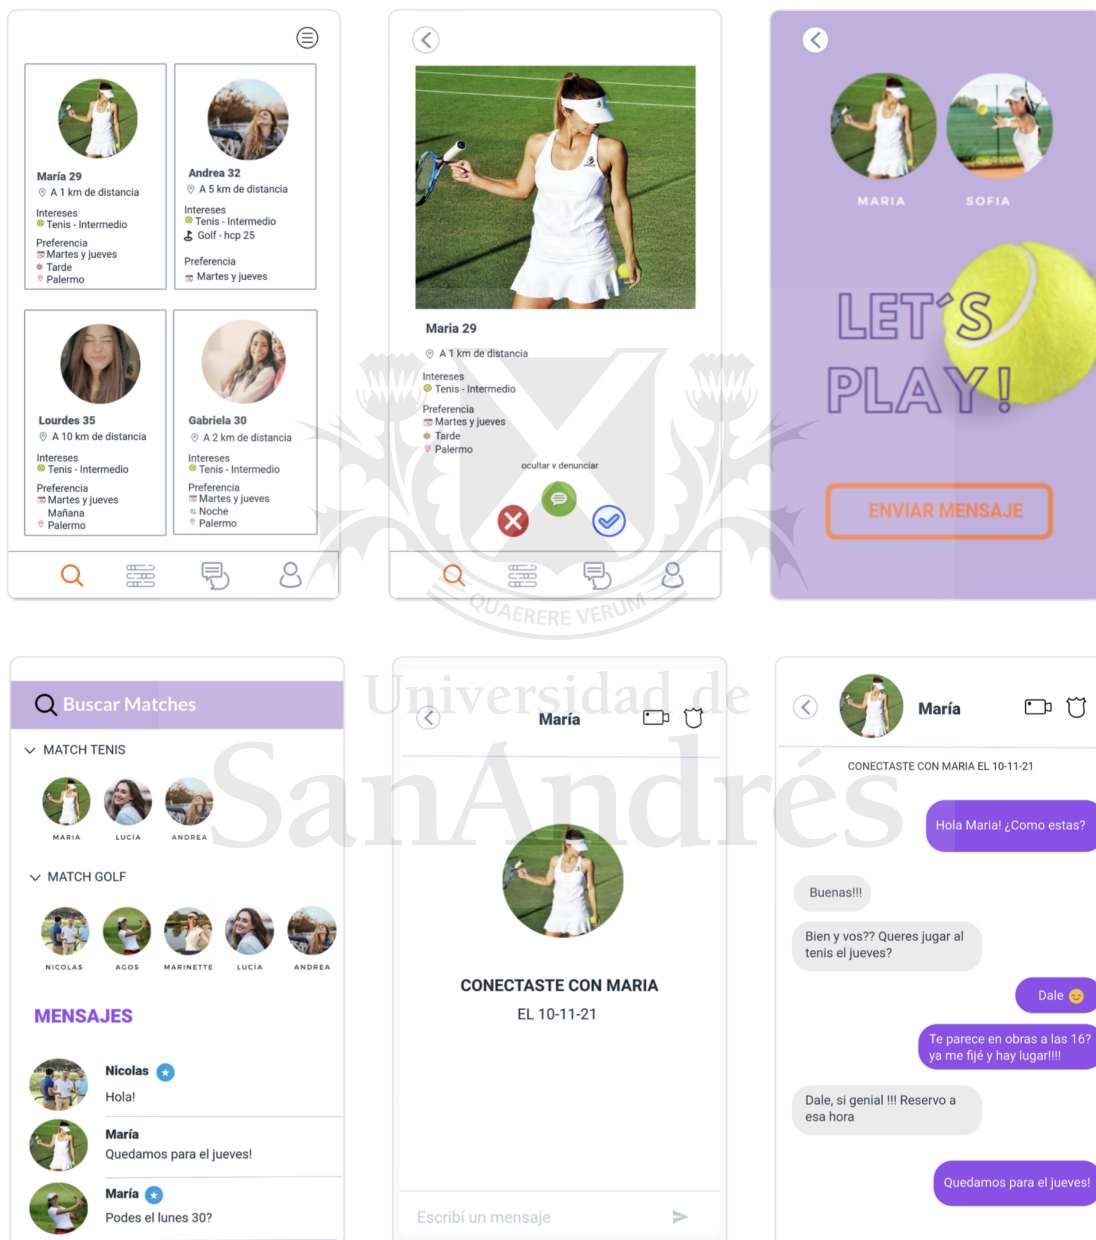 María 29
A 1 km de distancia
Intereses
Tenis - Intermedio
Preferencia
Martes y jueves
Tarde
Palermo
Andrea 32
A 5 km de distancia
Intereses
Tenis - Intermedio
Golf - hcp 25
Preferencia
Martes y jueves
Lourdes 35
A 10 km de distancia
Intereses
Tenis - Intermedio
Preferencia
Martes y jueves
Mañana
Palermo
Gabriela 30
A 2 km de distancia
Intereses
Tenis - Intermedio
Preferencia
Martes y jueves
Noche
Palermo
Maria 29
A 1 km de distancia
Intereses
Tenis - Intermedio
Preferencia
Martes y jueves
Tarde
Palermo
ocultar y denunciar
MARIA
SOFIA
LET´S
PLAY!
ENVIAR MENSAJE
QUAERERE VERUM
Universidad de
SanAndrés
Buscar Matches
MATCH TENIS
MARIA
LUCÍA
ANDREA
MATCH GOLF
NICOLAS
AGOS
MARINETTE
LUCÍA
ANDREA
MENSAJES
Nicolas
Hola!
María
Quedamos para el jueves!
María
Podes el lunes 30?
María
CONECTASTE CON MARIA
EL 10-11-21
Escribí un mensaje
María
CONECTASTE CON MARIA EL 10-11-21
Hola Maria! ¿Como estas?
Buenas!!!
Bien y vos?? Queres jugar al
tenis el jueves?
Dale
Te parece en obras a las 16?
ya me fijé y hay lugar!!!!
Dale, si genial !!! Reservo a
esa hora
Quedamos para el jueves!